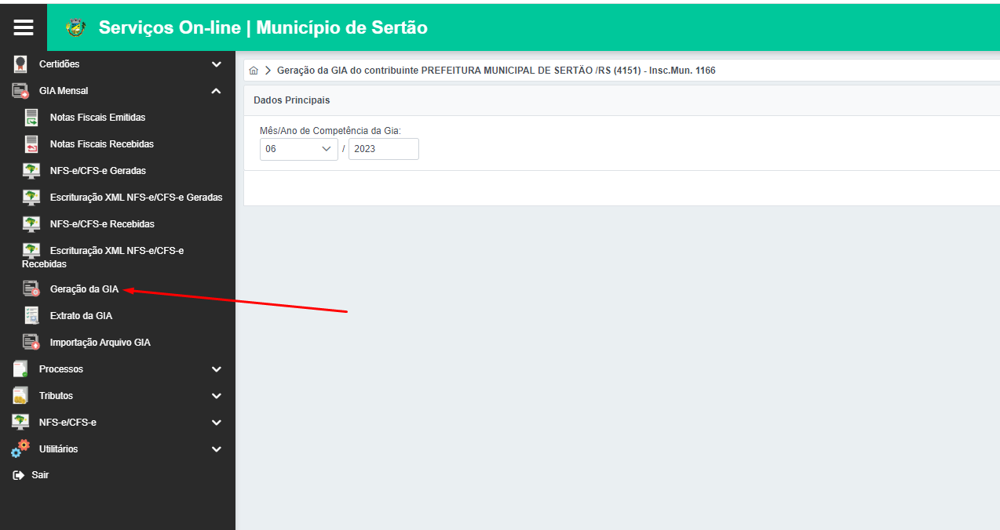 Serviços On-line | Município de Sertão
Certidões
GIA Mensal
Notas Fiscais Emitidas
Notas Fiscais Recebidas
NFS-e/CFS-e Geradas
Escrituração XML NFS-e/CFS-e Geradas
NFS-e/CFS-e Recebidas
Escrituração XML NFS-e/CFS-e
Recebidas
Geração da GIA
Extrato da GIA
Importação Arquivo GIA
Processos
Tributos
NFS-e/CFS-e
Utilitários
Sair
Geração da GIA do contribuinte PREFEITURA MUNICIPAL DE SERTÃO /RS (4151) - Insc.Mun. 1166
Dados Principais
Mês/Ano de Competência da Gia:
06 / 2023